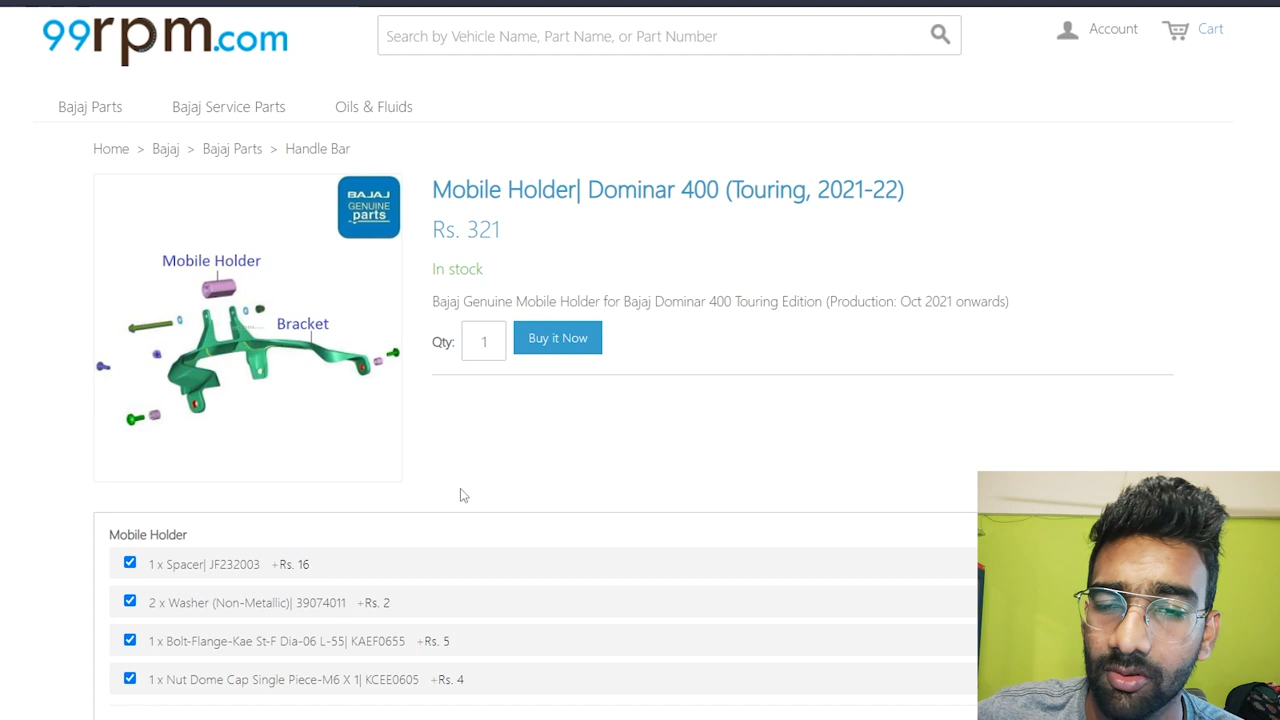 99rpm.com
Search by Vehicle Name, Part Name, or Part Number
Account
Cart
Bajaj Parts
Bajaj Service Parts
Oils & Fluids
Home > Bajaj > Bajaj Parts > Handle Bar
BAJAJ
GENUINE
parts
Mobile Holder
Bracket
Mobile Holder| Dominar 400 (Touring, 2021-22)
Rs. 321
In stock
Bajaj Genuine Mobile Holder for Bajaj Dominar 400 Touring Edition (Production: Oct 2021 onwards)
Qty: 1 Buy it Now
Mobile Holder
1 x Spacer| JF232003 +Rs. 16
2 x Washer (Non-Metallic)| 39074011 +Rs. 2
1 x Bolt-Flange-Kae St-F Dia-06 L-55| KAEF0655 +Rs. 5
1 x Nut Dome Cap Single Piece-M6 X 1| KCEE0605 +Rs. 4